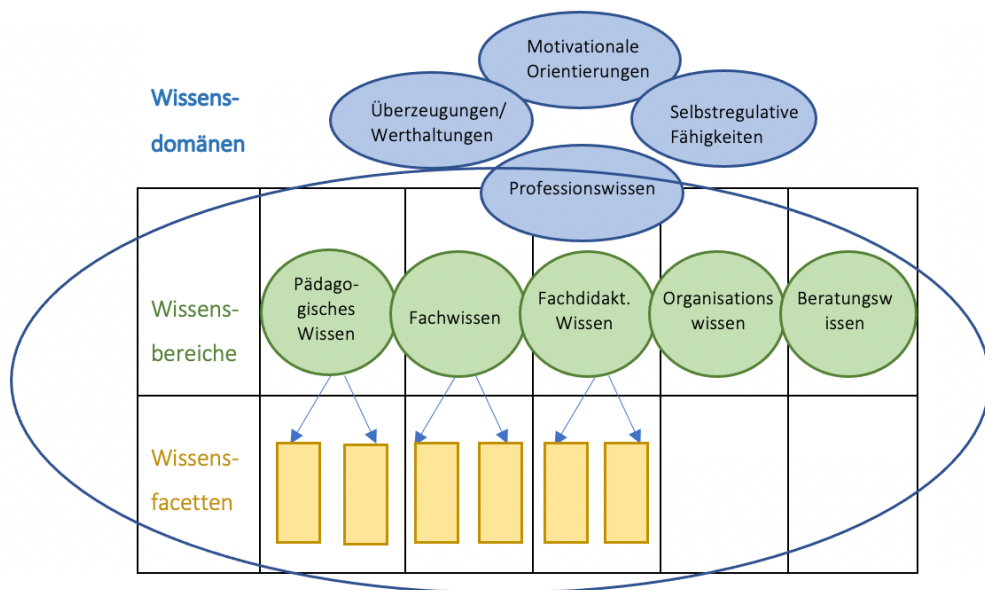 Motivationale
Orientierungen
Wissens-
domänen
Überzeugungen/
Werthaltungen
Selbstregulative
Fähigkeiten
Professionswissen
Wissens-
bereiche
Pädago-
gisches
Wissen
Fachwissen
Fachdidakt.
Wissen
Organisations
wissen
Beratungsw
issen
Wissens-
facetten